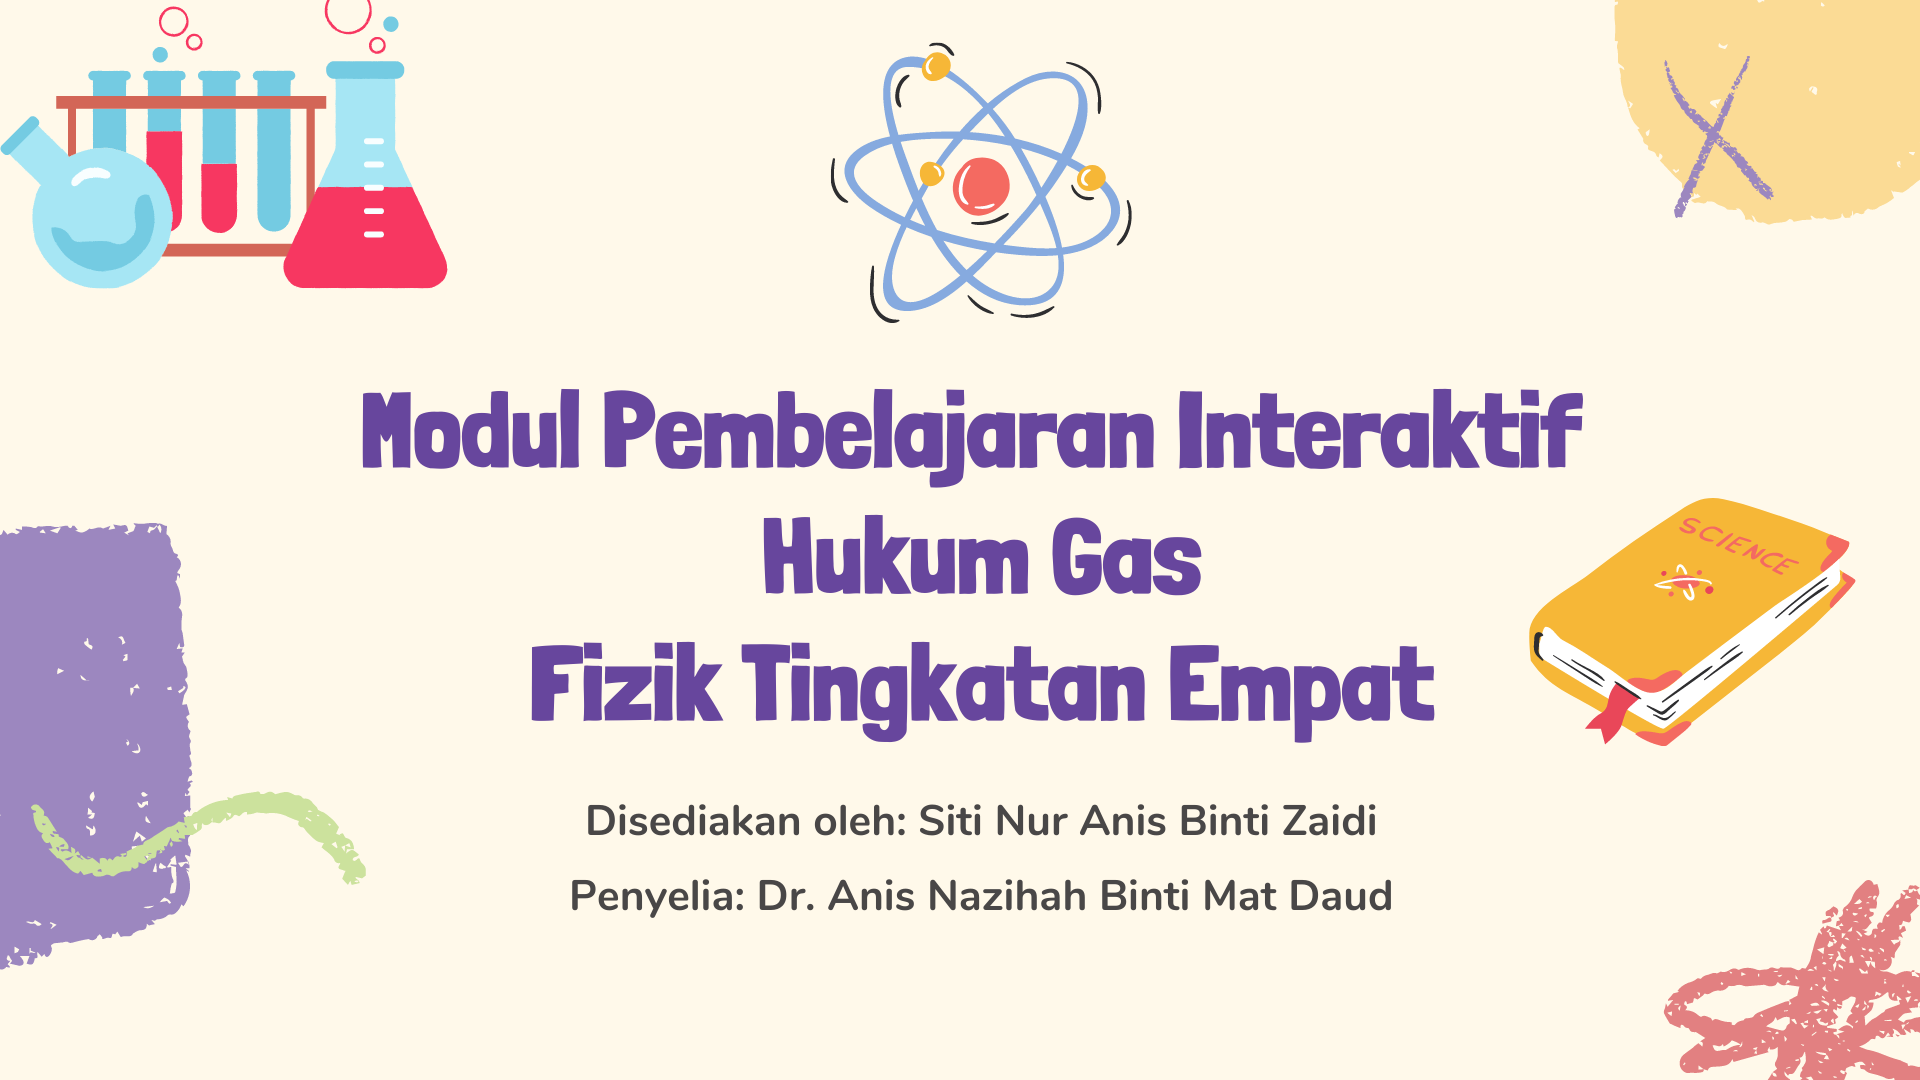 Modul Pembelajaran Interaktif
Hukum Gas
Fizik Tingkatan Empat
SCIENCE
Disediakan oleh: Siti Nur Anis Binti Zaidi
Penyelia: Dr. Anis Nazihah Binti Mat Daud